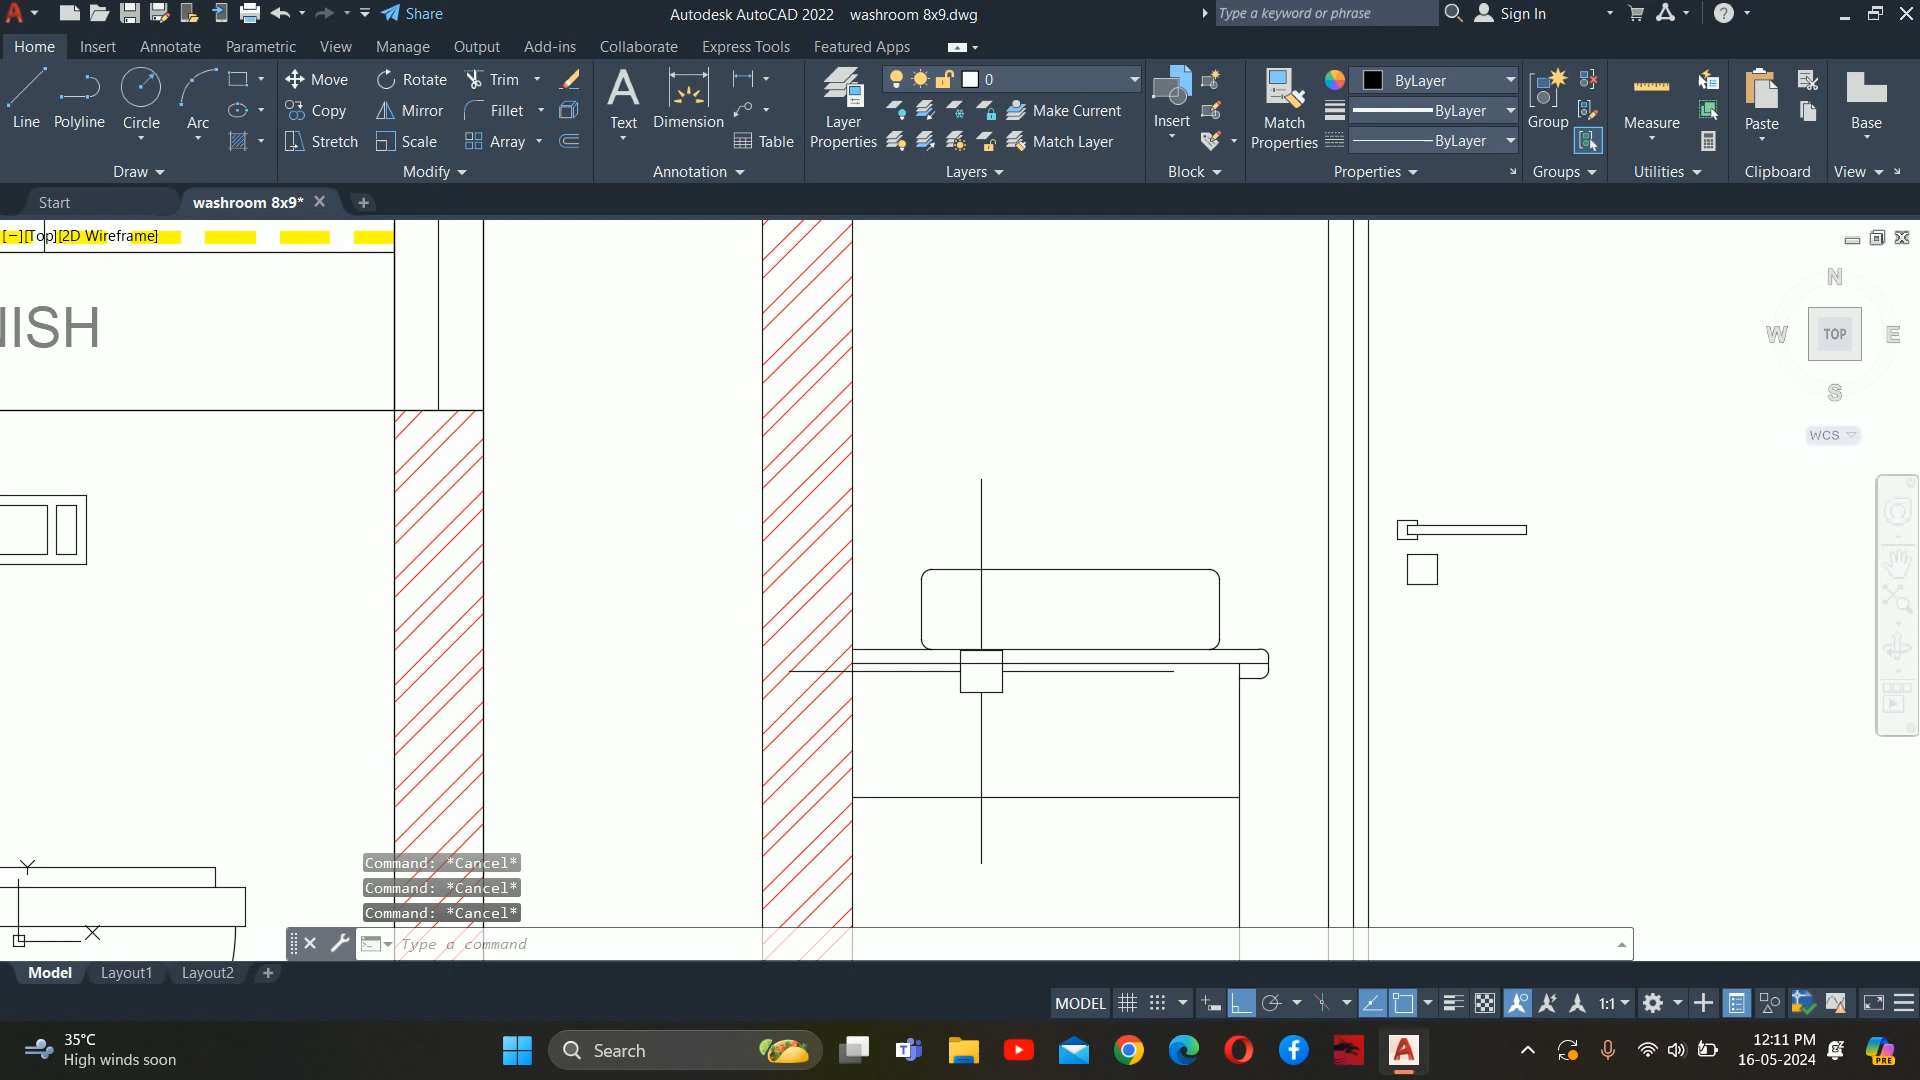 Share
Autodesk AutoCAD 2022 washroom 8x9.dwg
Type a keyword or phrase
Sign In
Home Insert Annotate Parametric View Manage Output Add-ins Collaborate Express Tools Featured Apps
Line Polyline Circle Arc
Move Rotate Trim
Copy Mirror Fillet
Stretch Scale Array
Text Dimension Table
Layer Properties
0
Make Current
Match Layer
Insert
Match Properties
ByLayer
ByLayer
ByLayer
Group
Measure
Paste
Base
Draw Modify Annotation Layers Block Properties Groups Utilities Clipboard View
Start washroom 8x9*
[−][Top][2D Wireframe]
NISH
N
W TOP E
S
WCS
Y
X
Command: *Cancel*
Command: *Cancel*
Command: *Cancel*
Type a command
Model Layout1 Layout2
MODEL 1:1
35°C
High winds soon
Search
12:11 PM
16-05-2024
PRE